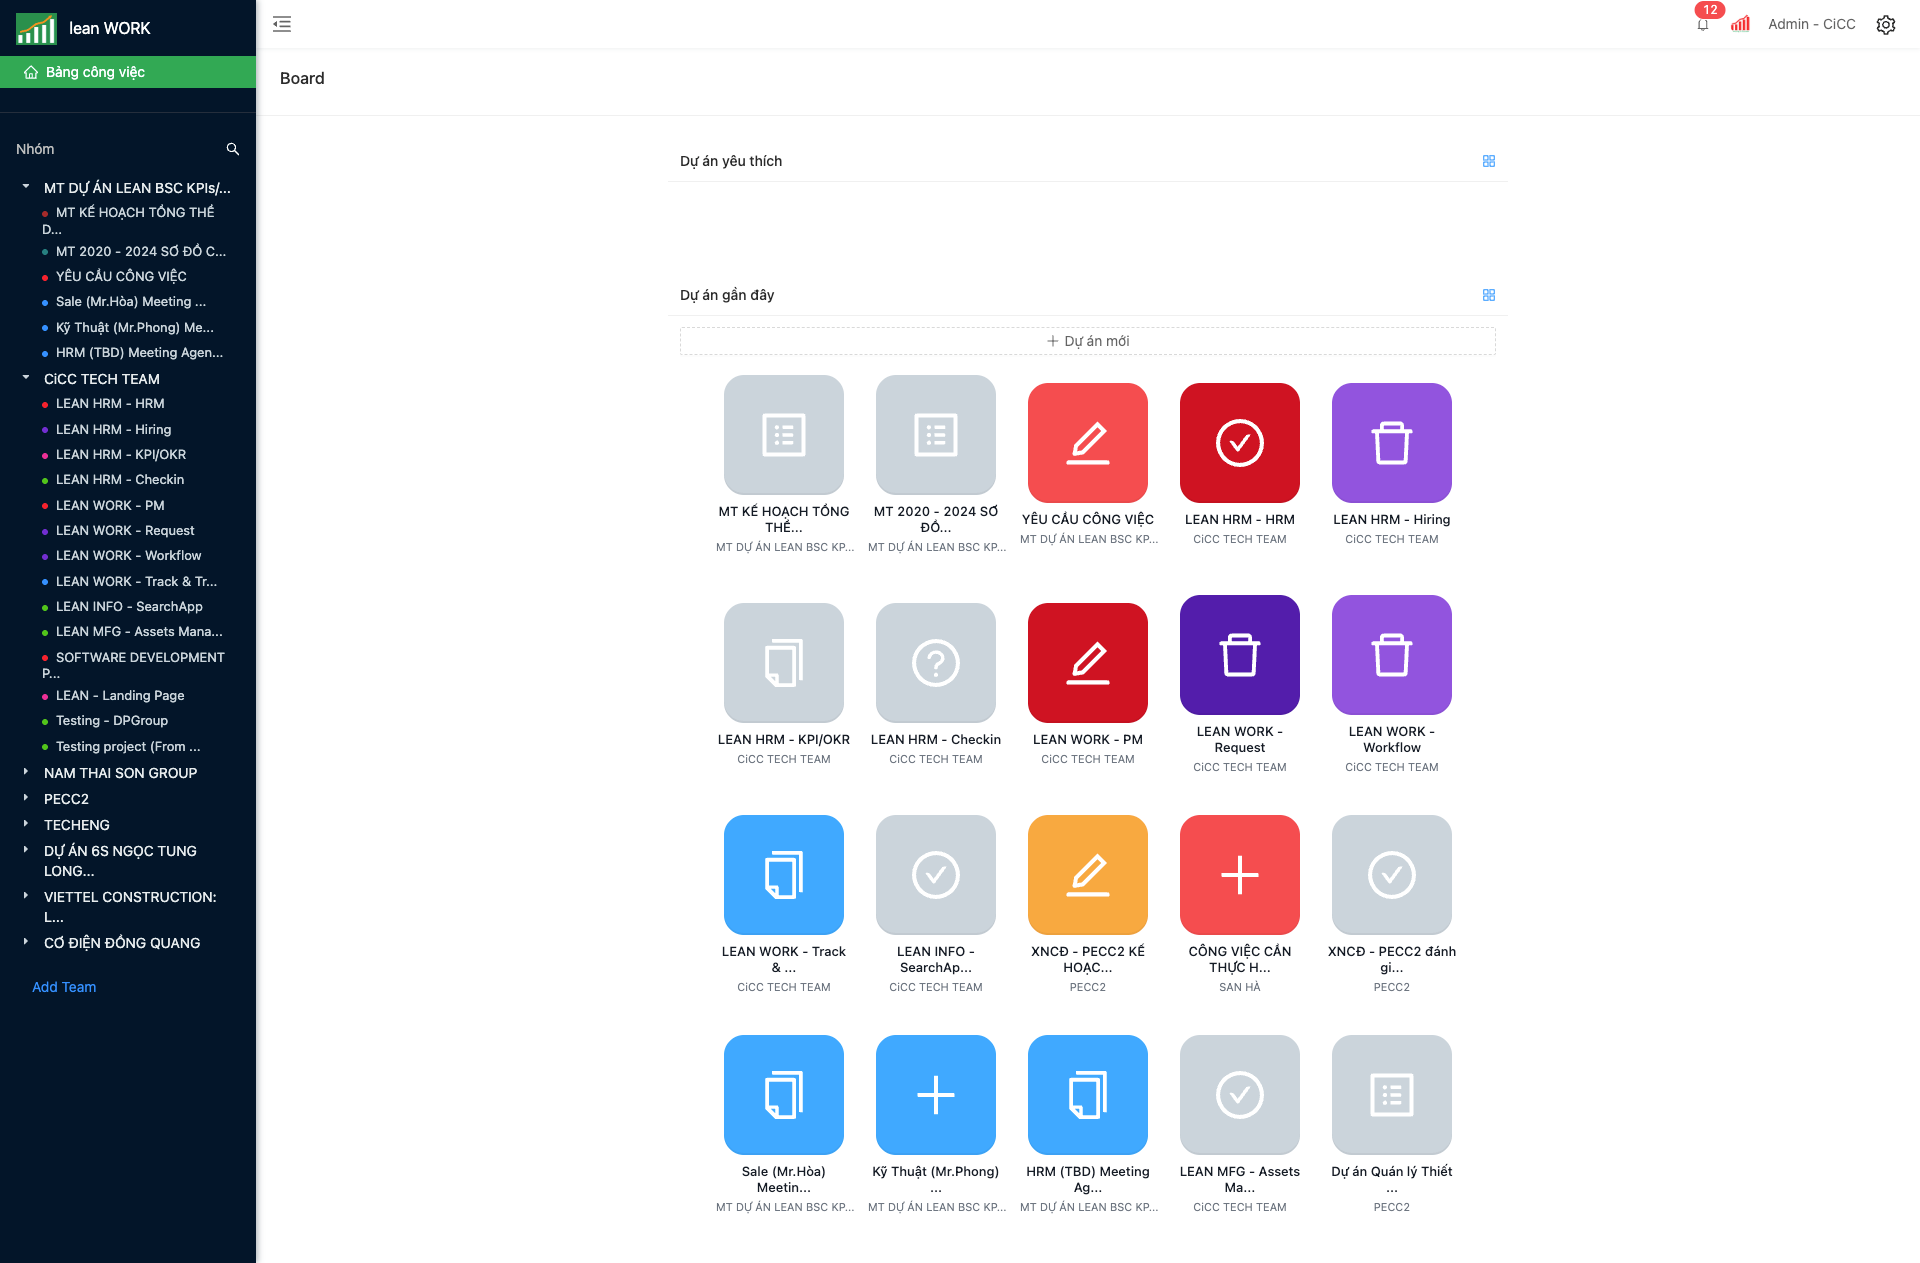 lean WORK
Bảng công việc
Nhóm
MT DỰ ÁN LEAN BSC KPIs/...
MT KẾ HOẠCH TỔNG THỂ
D...
MT 2020 - 2024 SƠ ĐỒ C...
YÊU CẦU CÔNG VIỆC
Sale (Mr.Hòa) Meeting ...
Kỹ Thuật (Mr.Phong) Me...
HRM (TBD) Meeting Agen...
CiCC TECH TEAM
LEAN HRM - HRM
LEAN HRM - Hiring
LEAN HRM - KPI/OKR
LEAN HRM - Checkin
LEAN WORK - PM
LEAN WORK - Request
LEAN WORK - Workflow
LEAN WORK - Track & Tr...
LEAN INFO - SearchApp
LEAN MFG - Assets Mana...
SOFTWARE DEVELOPMENT
P...
LEAN - Landing Page
Testing - DPGroup
Testing project (From ...
NAM THAI SON GROUP
PECC2
TECHENG
DỰ ÁN 6S NGỌC TUNG
LONG...
VIETTEL CONSTRUCTION:
L...
CƠ ĐIỆN ĐỒNG QUANG
Add Team
12
Admin - CiCC
Board
Dự án yêu thích
Dự án gần đây
Dự án mới
MT KẾ HOẠCH TỔNG
THỂ...
MT DỰ ÁN LEAN BSC KP...
MT 2020 - 2024 SƠ
ĐỒ...
MT DỰ ÁN LEAN BSC KP...
YÊU CẦU CÔNG VIỆC
MT DỰ ÁN LEAN BSC KP...
LEAN HRM - HRM
CiCC TECH TEAM
LEAN HRM - Hiring
CiCC TECH TEAM
LEAN HRM - KPI/OKR
CiCC TECH TEAM
LEAN HRM - Checkin
CiCC TECH TEAM
LEAN WORK - PM
CiCC TECH TEAM
LEAN WORK -
Request
CiCC TECH TEAM
LEAN WORK -
Workflow
CiCC TECH TEAM
LEAN WORK - Track
& ...
CiCC TECH TEAM
LEAN INFO -
SearchAp...
CiCC TECH TEAM
XNCĐ - PECC2 KẾ
HOẠC...
PECC2
CÔNG VIỆC CẦN
THỰC H...
SAN HÀ
XNCĐ - PECC2 đánh
gi...
PECC2
Sale (Mr.Hòa)
Meetin...
MT DỰ ÁN LEAN BSC KP...
Kỹ Thuật (Mr.Phong)
...
MT DỰ ÁN LEAN BSC KP...
HRM (TBD) Meeting
Ag...
MT DỰ ÁN LEAN BSC KP...
LEAN MFG - Assets
Ma...
CiCC TECH TEAM
Dự án Quản lý Thiết
...
PECC2